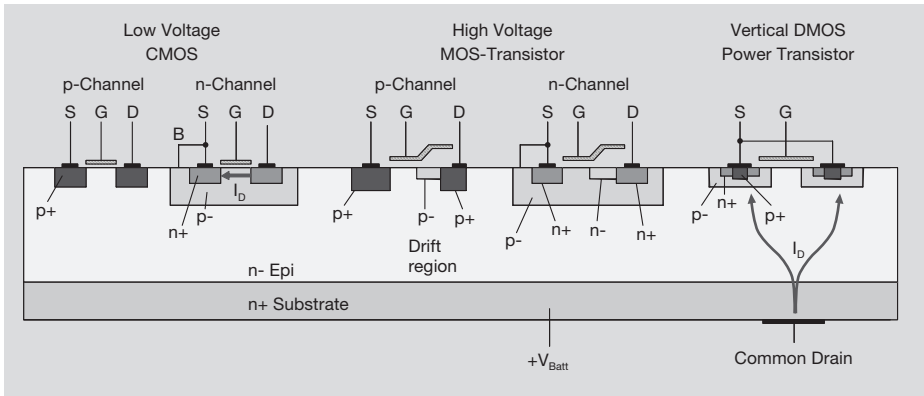 Low Voltage
CMOS
High Voltage
MOS-Transistor
Vertical DMOS
Power Transistor
p-Channel n-Channel
p-Channel n-Channel
S G D
B S G D
S G D
S G D
S G
I_D
p+
n+
p-
p+
p-
p+
p-
n+
n-
n+
p-
n+
p+
Drift
region
I_D
n- Epi
n+ Substrate
+V_Batt
Common Drain